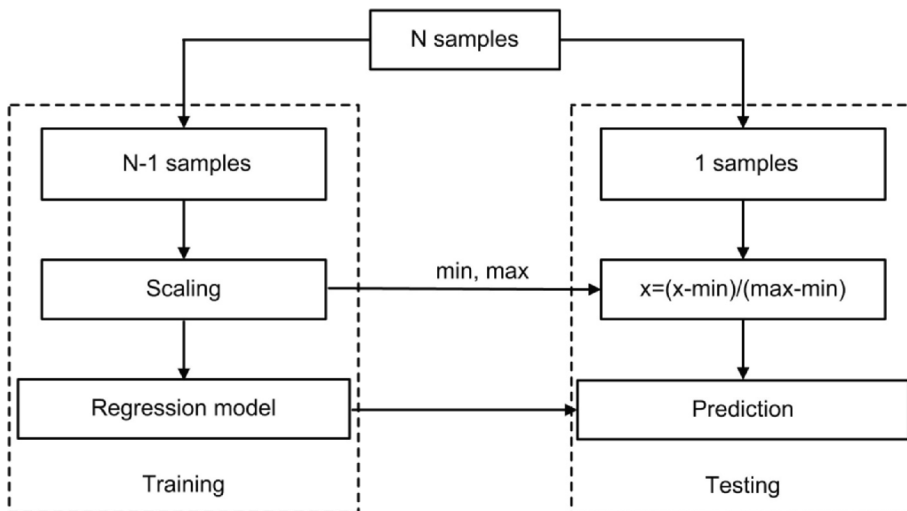 N samples
N-1 samples
1 samples
Scaling
min, max
x=(x-min)/(max-min)
Regression model
Prediction
Training
Testing